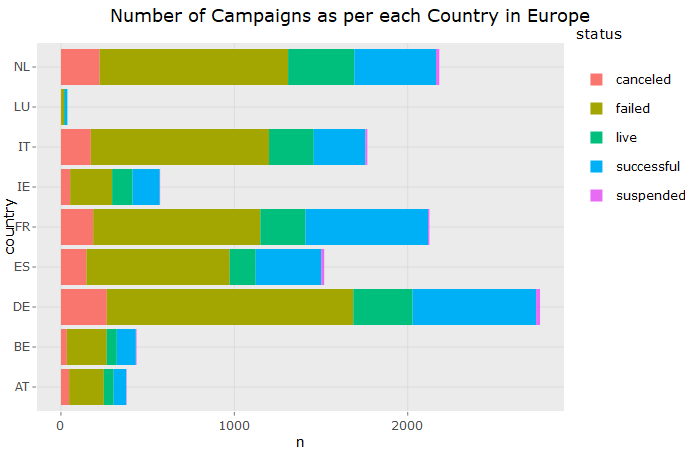 Number of Campaigns as per each Country in Europe
status
canceled
failed
live
successful
suspended
country
NL
LU
IT
IE
FR
ES
DE
BE
AT
0 1000 2000
n